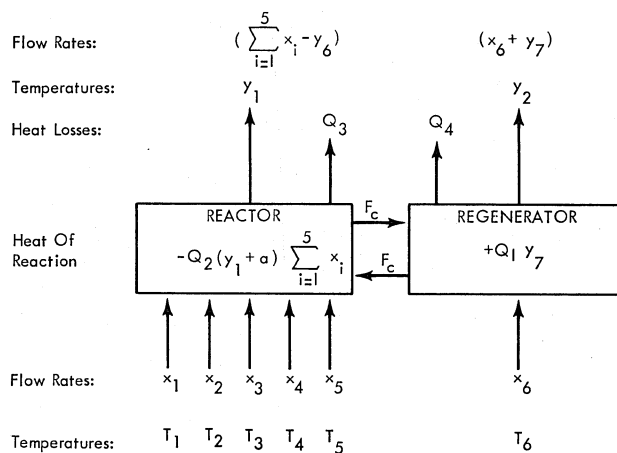 Flow Rates: ( ∑_{i=1}^{5} x_i - y_6) (x_6 + y_7)
Temperatures: y_1 y_2
Heat Losses: Q_3 Q_4
F_c
REACTOR REGENERATOR
Heat Of Reaction -Q_2 (y_1 + a) ∑_{i=1}^{5} x_i +Q_1 y_7
F_c
Flow Rates: x_1 x_2 x_3 x_4 x_5 x_6
Temperatures: T_1 T_2 T_3 T_4 T_5 T_6